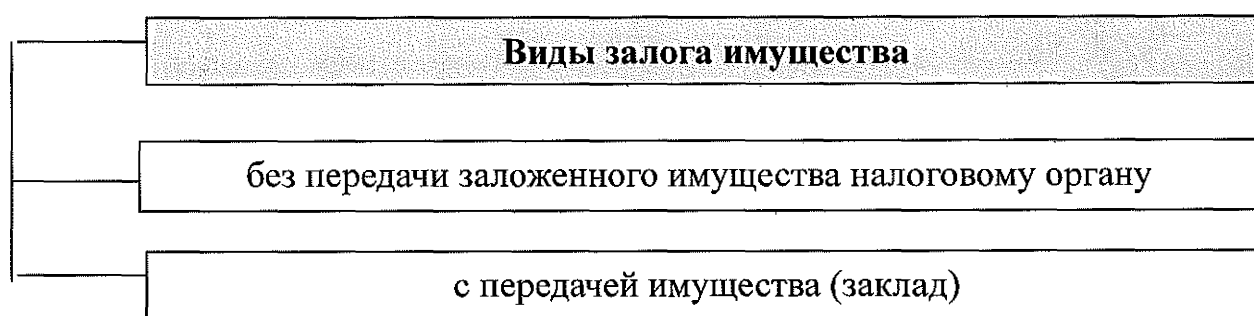 Виды залога имущества
без передачи заложенного имущества налоговому органу
с передачей имущества (заклад)